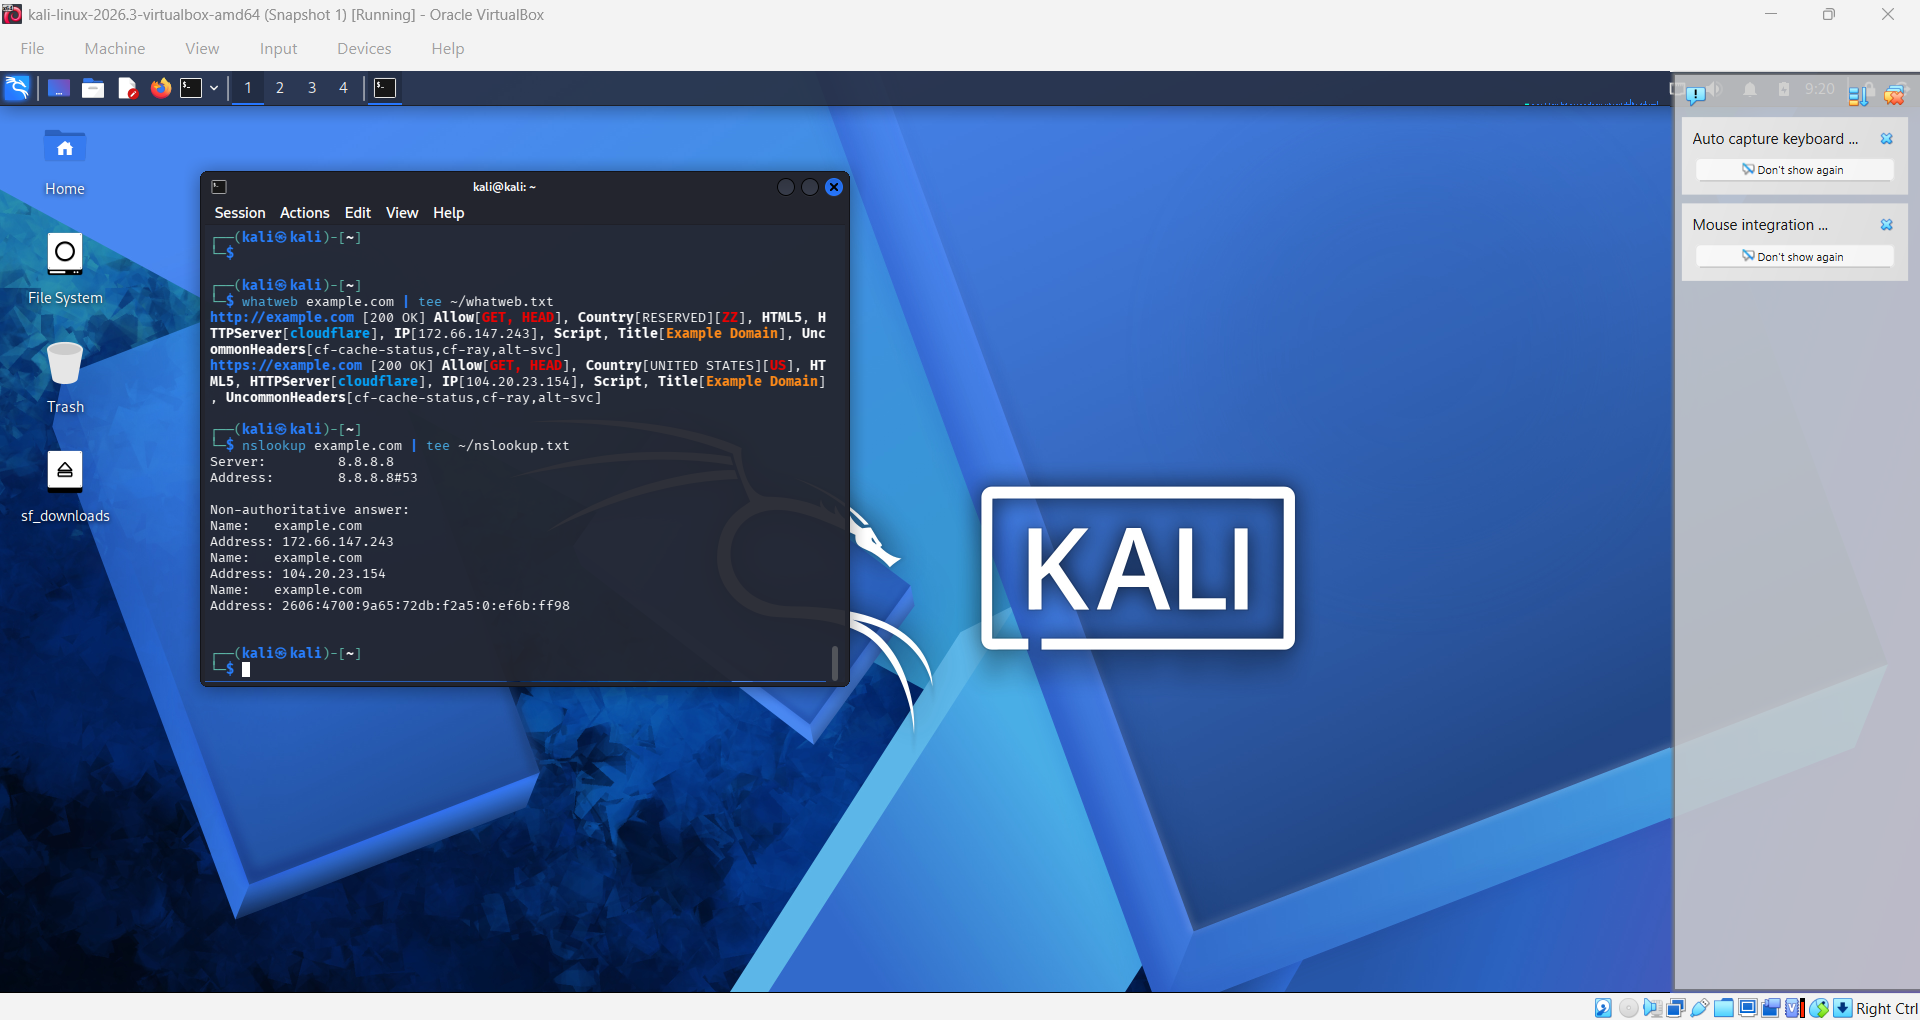 kali-linux-2026.3-virtualbox-amd64 (Snapshot 1) [Running] - Oracle VirtualBox
File Machine View Input Devices Help
1 2 3 4
9:20
Home
File System
Trash
sf_downloads
kali@kali: ~
Session Actions Edit View Help
┌──(kali㉿kali)-[~]
└─$
┌──(kali㉿kali)-[~]
└─$ whatweb example.com | tee ~/whatweb.txt
http://example.com [200 OK] Allow[GET, HEAD], Country[RESERVED][ZZ], HTML5, H
TTPServer[cloudflare], IP[172.66.147.243], Script, Title[Example Domain], Unc
ommonHeaders[cf-cache-status,cf-ray,alt-svc]
https://example.com [200 OK] Allow[GET, HEAD], Country[UNITED STATES][US], HT
ML5, HTTPServer[cloudflare], IP[104.20.23.154], Script, Title[Example Domain]
, UncommonHeaders[cf-cache-status,cf-ray,alt-svc]
┌──(kali㉿kali)-[~]
└─$ nslookup example.com | tee ~/nslookup.txt
Server: 8.8.8.8
Address: 8.8.8.8#53
Non-authoritative answer:
Name: example.com
Address: 172.66.147.243
Name: example.com
Address: 104.20.23.154
Name: example.com
Address: 2606:4700:9a65:72db:f2a5:0:ef6b:ff98
┌──(kali㉿kali)-[~]
└─$
KALI
Auto capture keyboard ...
Don't show again
Mouse integration ...
Don't show again
Right Ctrl